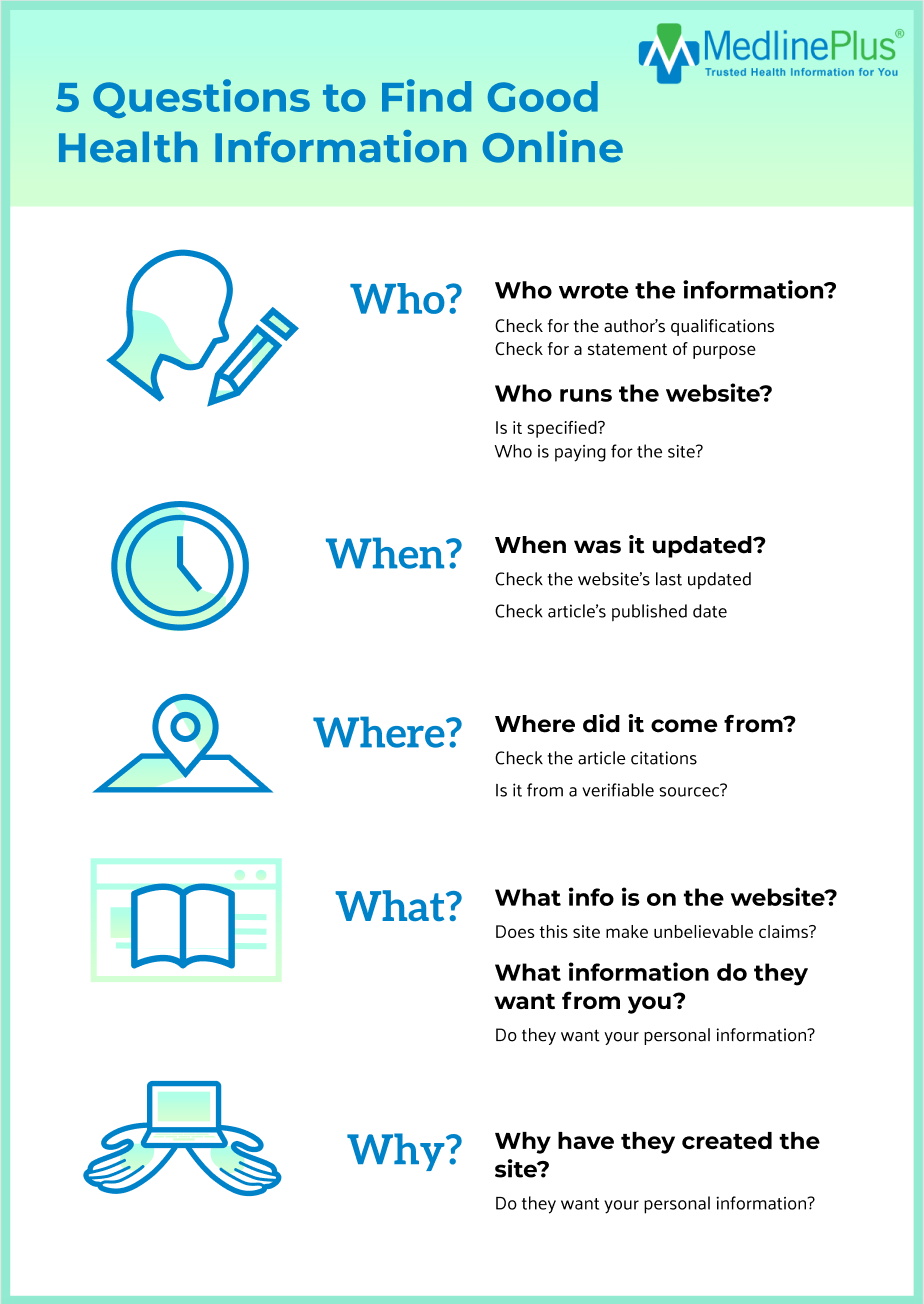 MedlinePlus®
Trusted Health Information for You
5 Questions to Find Good
Health Information Online
Who?
Who wrote the information?
Check for the author's qualifications
Check for a statement of purpose
Who runs the website?
Is it specified?
Who is paying for the site?
When?
When was it updated?
Check the website's last updated
Check article's published date
Where?
Where did it come from?
Check the article citations
Is it from a verifiable sourcec?
What?
What info is on the website?
Does this site make unbelievable claims?
What information do they
want from you?
Do they want your personal information?
Why?
Why have they created the
site?
Do they want your personal information?